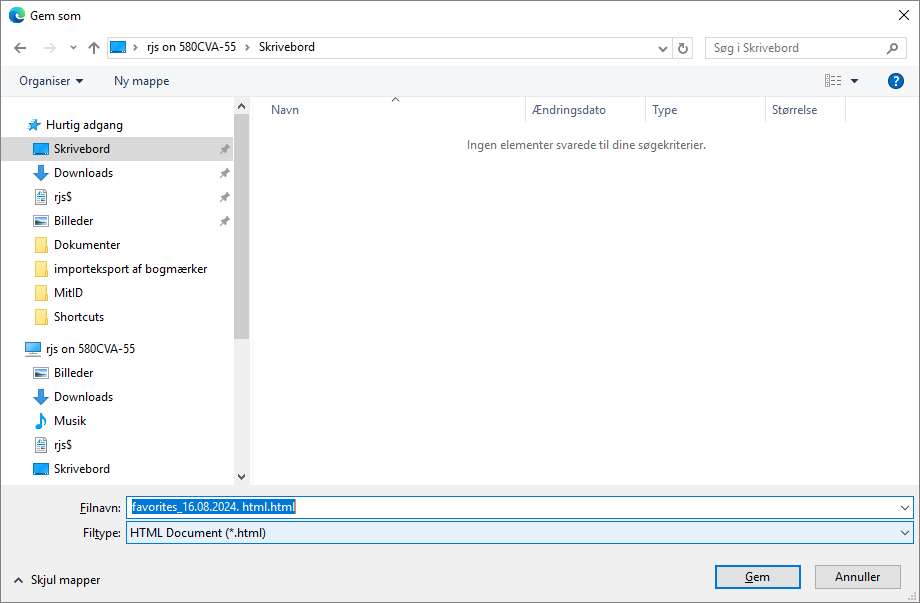 Gem som
rjs on 580CVA-55 Skrivebord
Søg i Skrivebord
Organiser Ny mappe
?
Navn Ændringsdato Type Størrelse
Ingen elementer svarede til dine søgekriterier.
Hurtig adgang
Skrivebord
Downloads
rjs$
Billeder
Dokumenter
importeksport af bogmærker
MitID
Shortcuts
rjs on 580CVA-55
Billeder
Downloads
Musik
rjs$
Skrivebord
Filnavn: favorites_16.08.2024. html.html
Filtype: HTML Document (*.html)
Skjul mapper
Gem Annuller